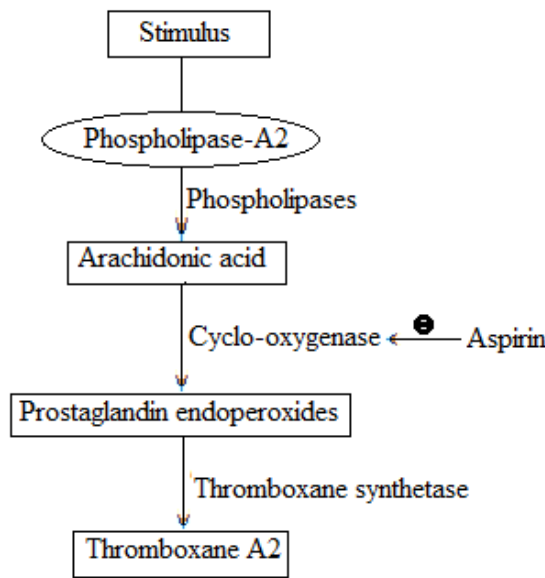 Stimulus
Phospholipase-A2
Phospholipases
Arachidonic acid
Cyclo-oxygenase
Aspirin
Prostaglandin endoperoxides
Thromboxane synthetase
Thromboxane A2